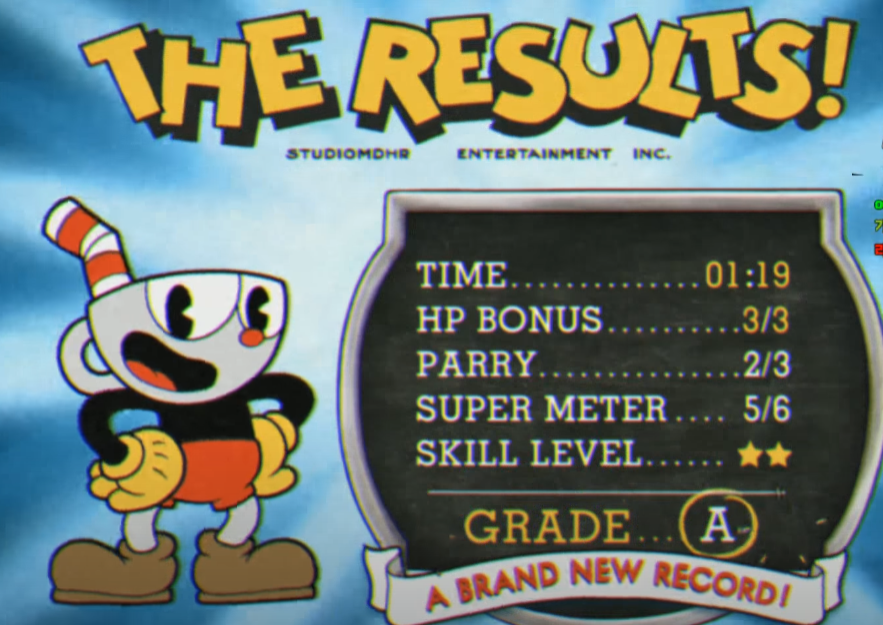 THE RESULTS!
STUDIOMDHR ENTERTAINMENT INC.
TIME...............01:19
HP BONUS..........3/3
PARRY................2/3
SUPER METER.... 5/6
SKILL LEVEL...... ★★
GRADE... A
A BRAND NEW RECORD!